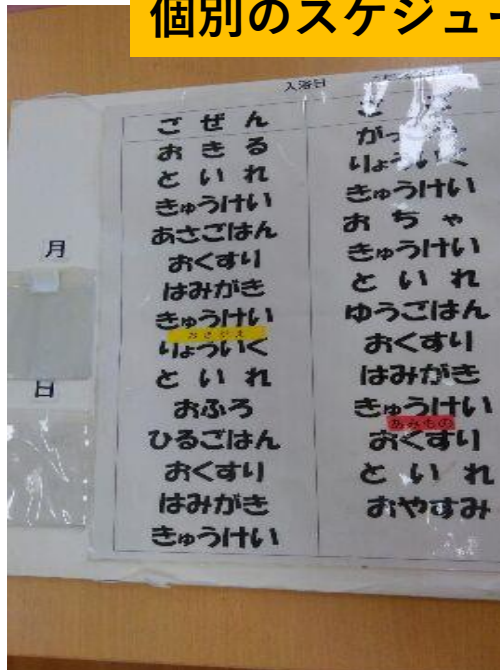 個別のスケジュー
入浴日
ごぜん
おきる
といれ
きゅうけい
あさごはん
おくすり
はみがき
きゅうけい
おきがえ
りょういく
といれ
おふろ
ひるごはん
おくすり
はみがき
きゅうけい
きゅうけい
おちゃ
きゅうけい
といれ
ゆうごはん
おくすり
はみがき
きゅうけい
あみもの
おくすり
といれ
おやすみ
月
日